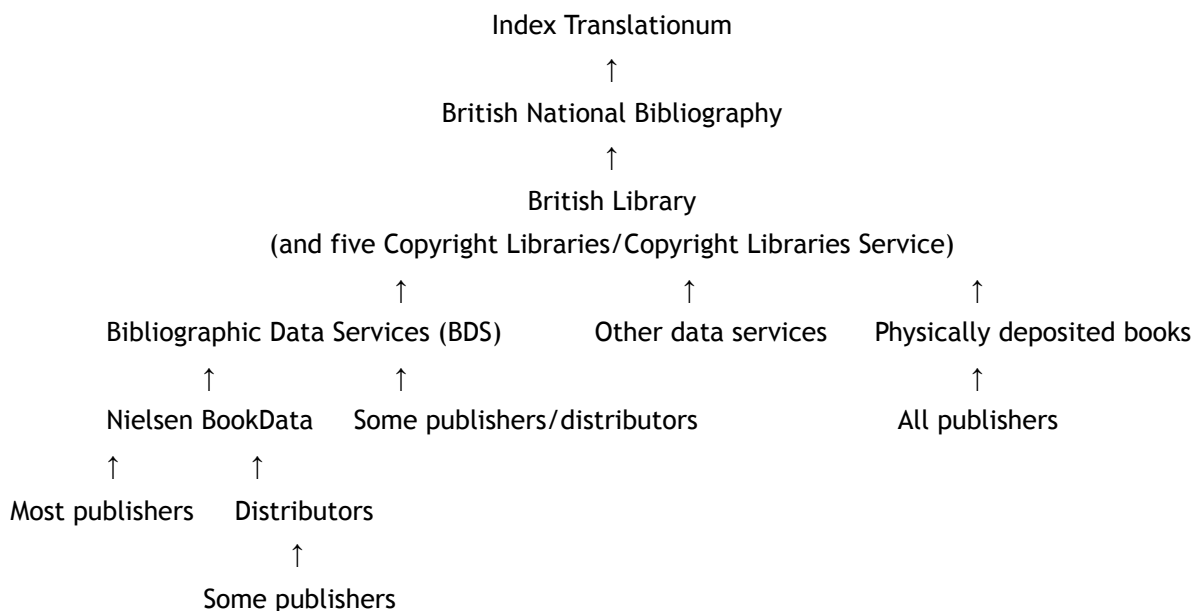 Index Translationum
↑
British National Bibliography
↑
British Library
(and five Copyright Libraries/Copyright Libraries Service)
↑ ↑ ↑
Bibliographic Data Services (BDS) Other data services Physically deposited books
↑ ↑ ↑
Nielsen BookData Some publishers/distributors All publishers
↑ ↑
Most publishers Distributors
↑
Some publishers